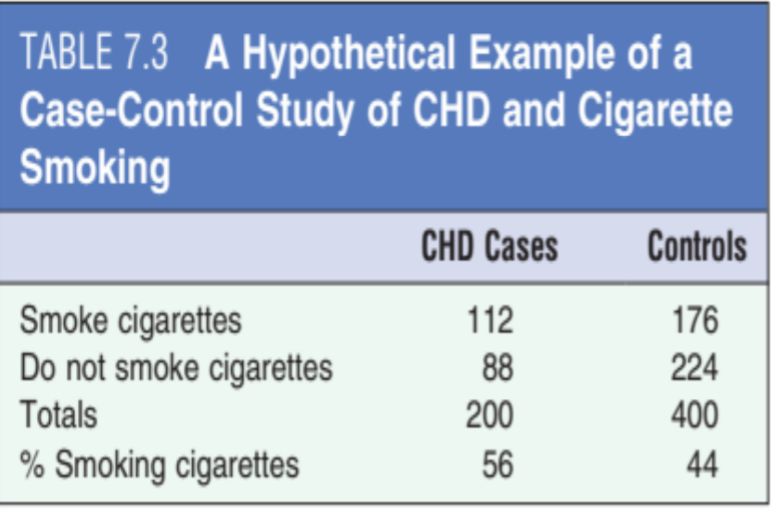 TABLE 7.3 A Hypothetical Example of a
Case-Control Study of CHD and Cigarette
Smoking
CHD Cases Controls
Smoke cigarettes 112 176
Do not smoke cigarettes 88 224
Totals 200 400
% Smoking cigarettes 56 44